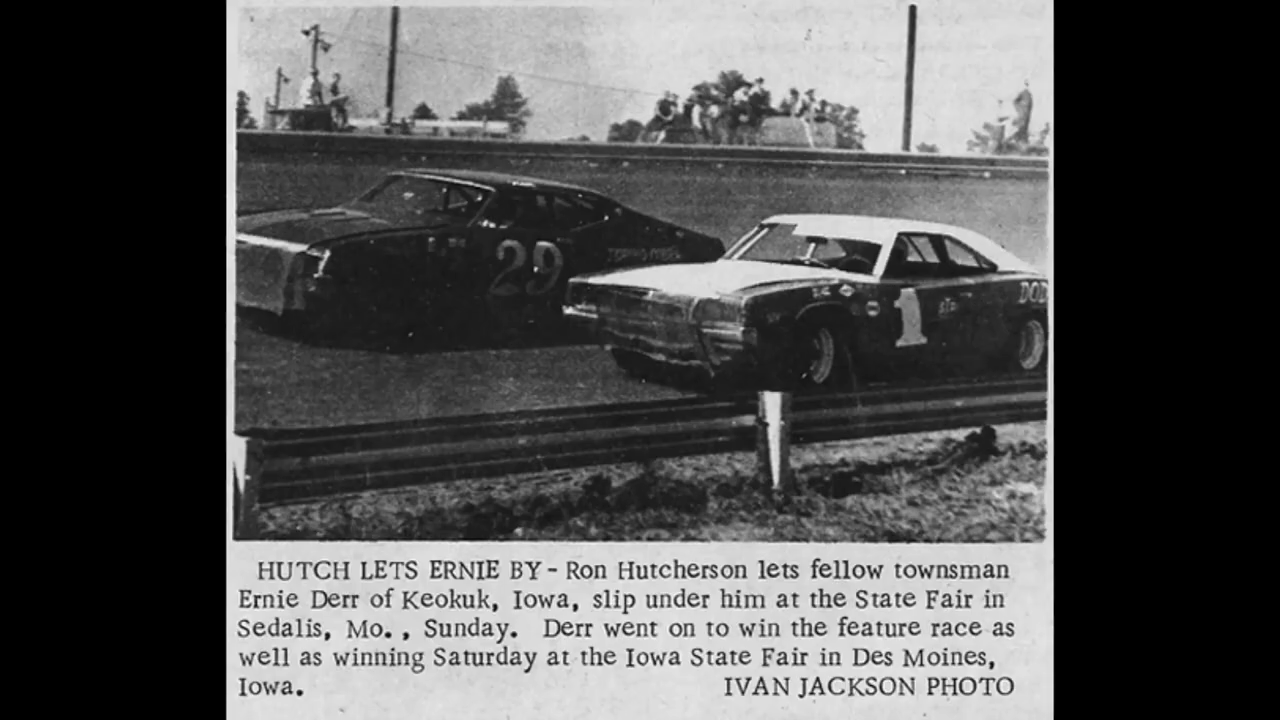 29
1
DOD
HUTCH LETS ERNIE BY - Ron Hutcherson lets fellow townsman
Ernie Derr of Keokuk, Iowa, slip under him at the State Fair in
Sedalis, Mo., Sunday. Derr went on to win the feature race as
well as winning Saturday at the Iowa State Fair in Des Moines,
Iowa. IVAN JACKSON PHOTO